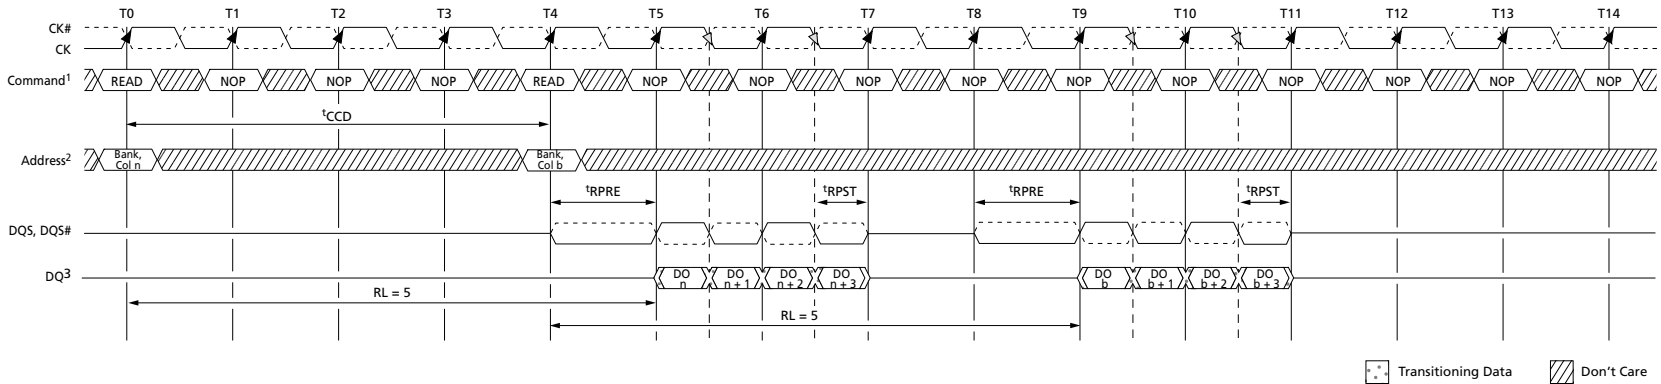 T0 T1 T2 T3 T4 T5 T6 T7 T8 T9 T10 T11 T12 T13 T14
CK#
CK
Command1 READ NOP NOP NOP READ NOP NOP NOP NOP NOP NOP NOP NOP NOP NOP
tCCD
Address2 Bank, Col n Bank, Col b
tRPRE tRPST tRPRE tRPST
DQS, DQS#
DQ3 DO n DO n + 1 DO n + 2 DO n + 3 DO b DO b + 1 DO b + 2 DO b + 3
RL = 5
RL = 5
Transitioning Data Don't Care